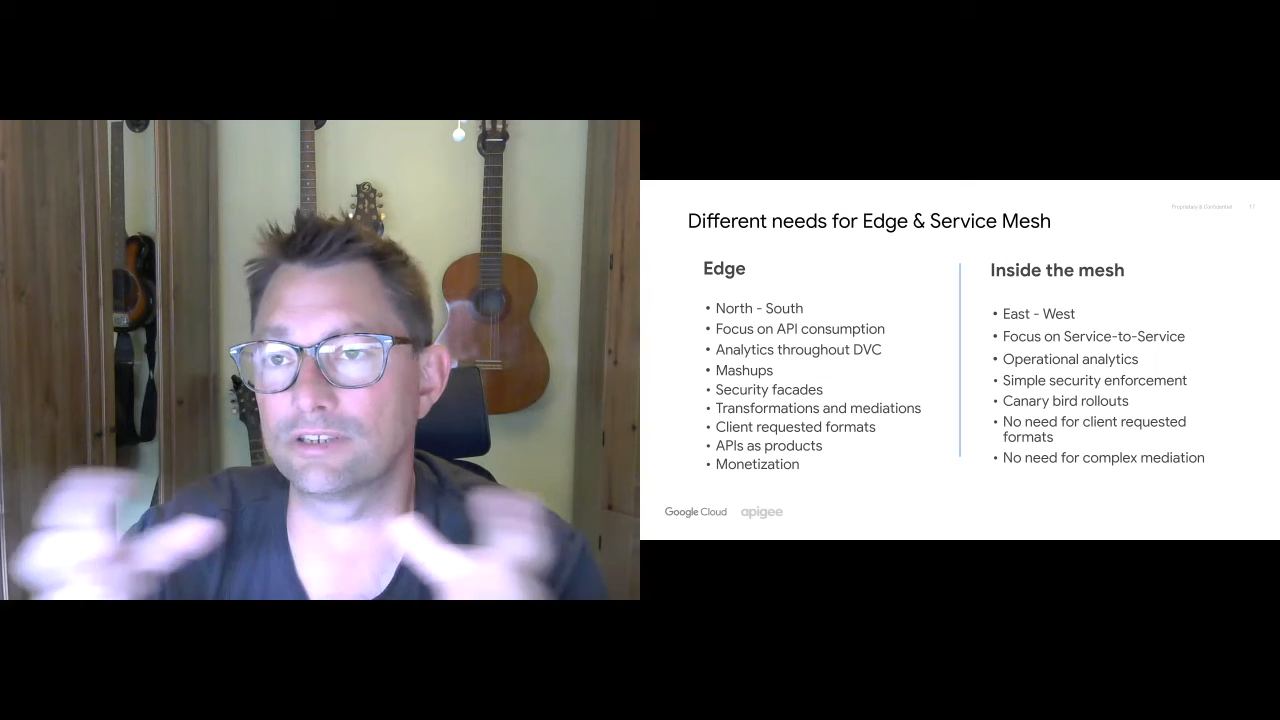 Proprietary & Confidential 17
Different needs for Edge & Service Mesh
Edge
• North - South
• Focus on API consumption
• Analytics throughout DVC
• Mashups
• Security facades
• Transformations and mediations
• Client requested formats
• APIs as products
• Monetization
Inside the mesh
• East - West
• Focus on Service-to-Service
• Operational analytics
• Simple security enforcement
• Canary bird rollouts
• No need for client requested
formats
• No need for complex mediation
Google Cloud apigee